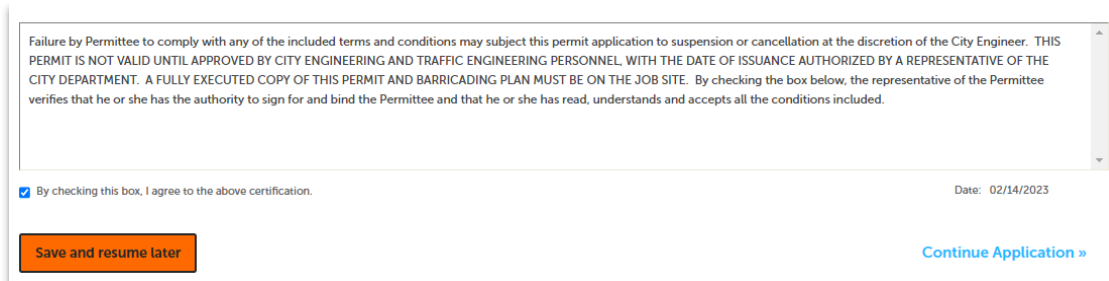 Failure by Permittee to comply with any of the included terms and conditions may subject this permit application to suspension or cancellation at the discretion of the City Engineer.  THIS
PERMIT IS NOT VALID UNTIL APPROVED BY CITY ENGINEERING AND TRAFFIC ENGINEERING PERSONNEL, WITH THE DATE OF ISSUANCE AUTHORIZED BY A REPRESENTATIVE OF THE
CITY DEPARTMENT.  A FULLY EXECUTED COPY OF THIS PERMIT AND BARRICADING PLAN MUST BE ON THE JOB SITE.  By checking the box below, the representative of the Permittee
verifies that he or she has the authority to sign for and bind the Permittee and that he or she has read, understands and accepts all the conditions included.
By checking this box, I agree to the above certification. Date: 02/14/2023
Save and resume later Continue Application »